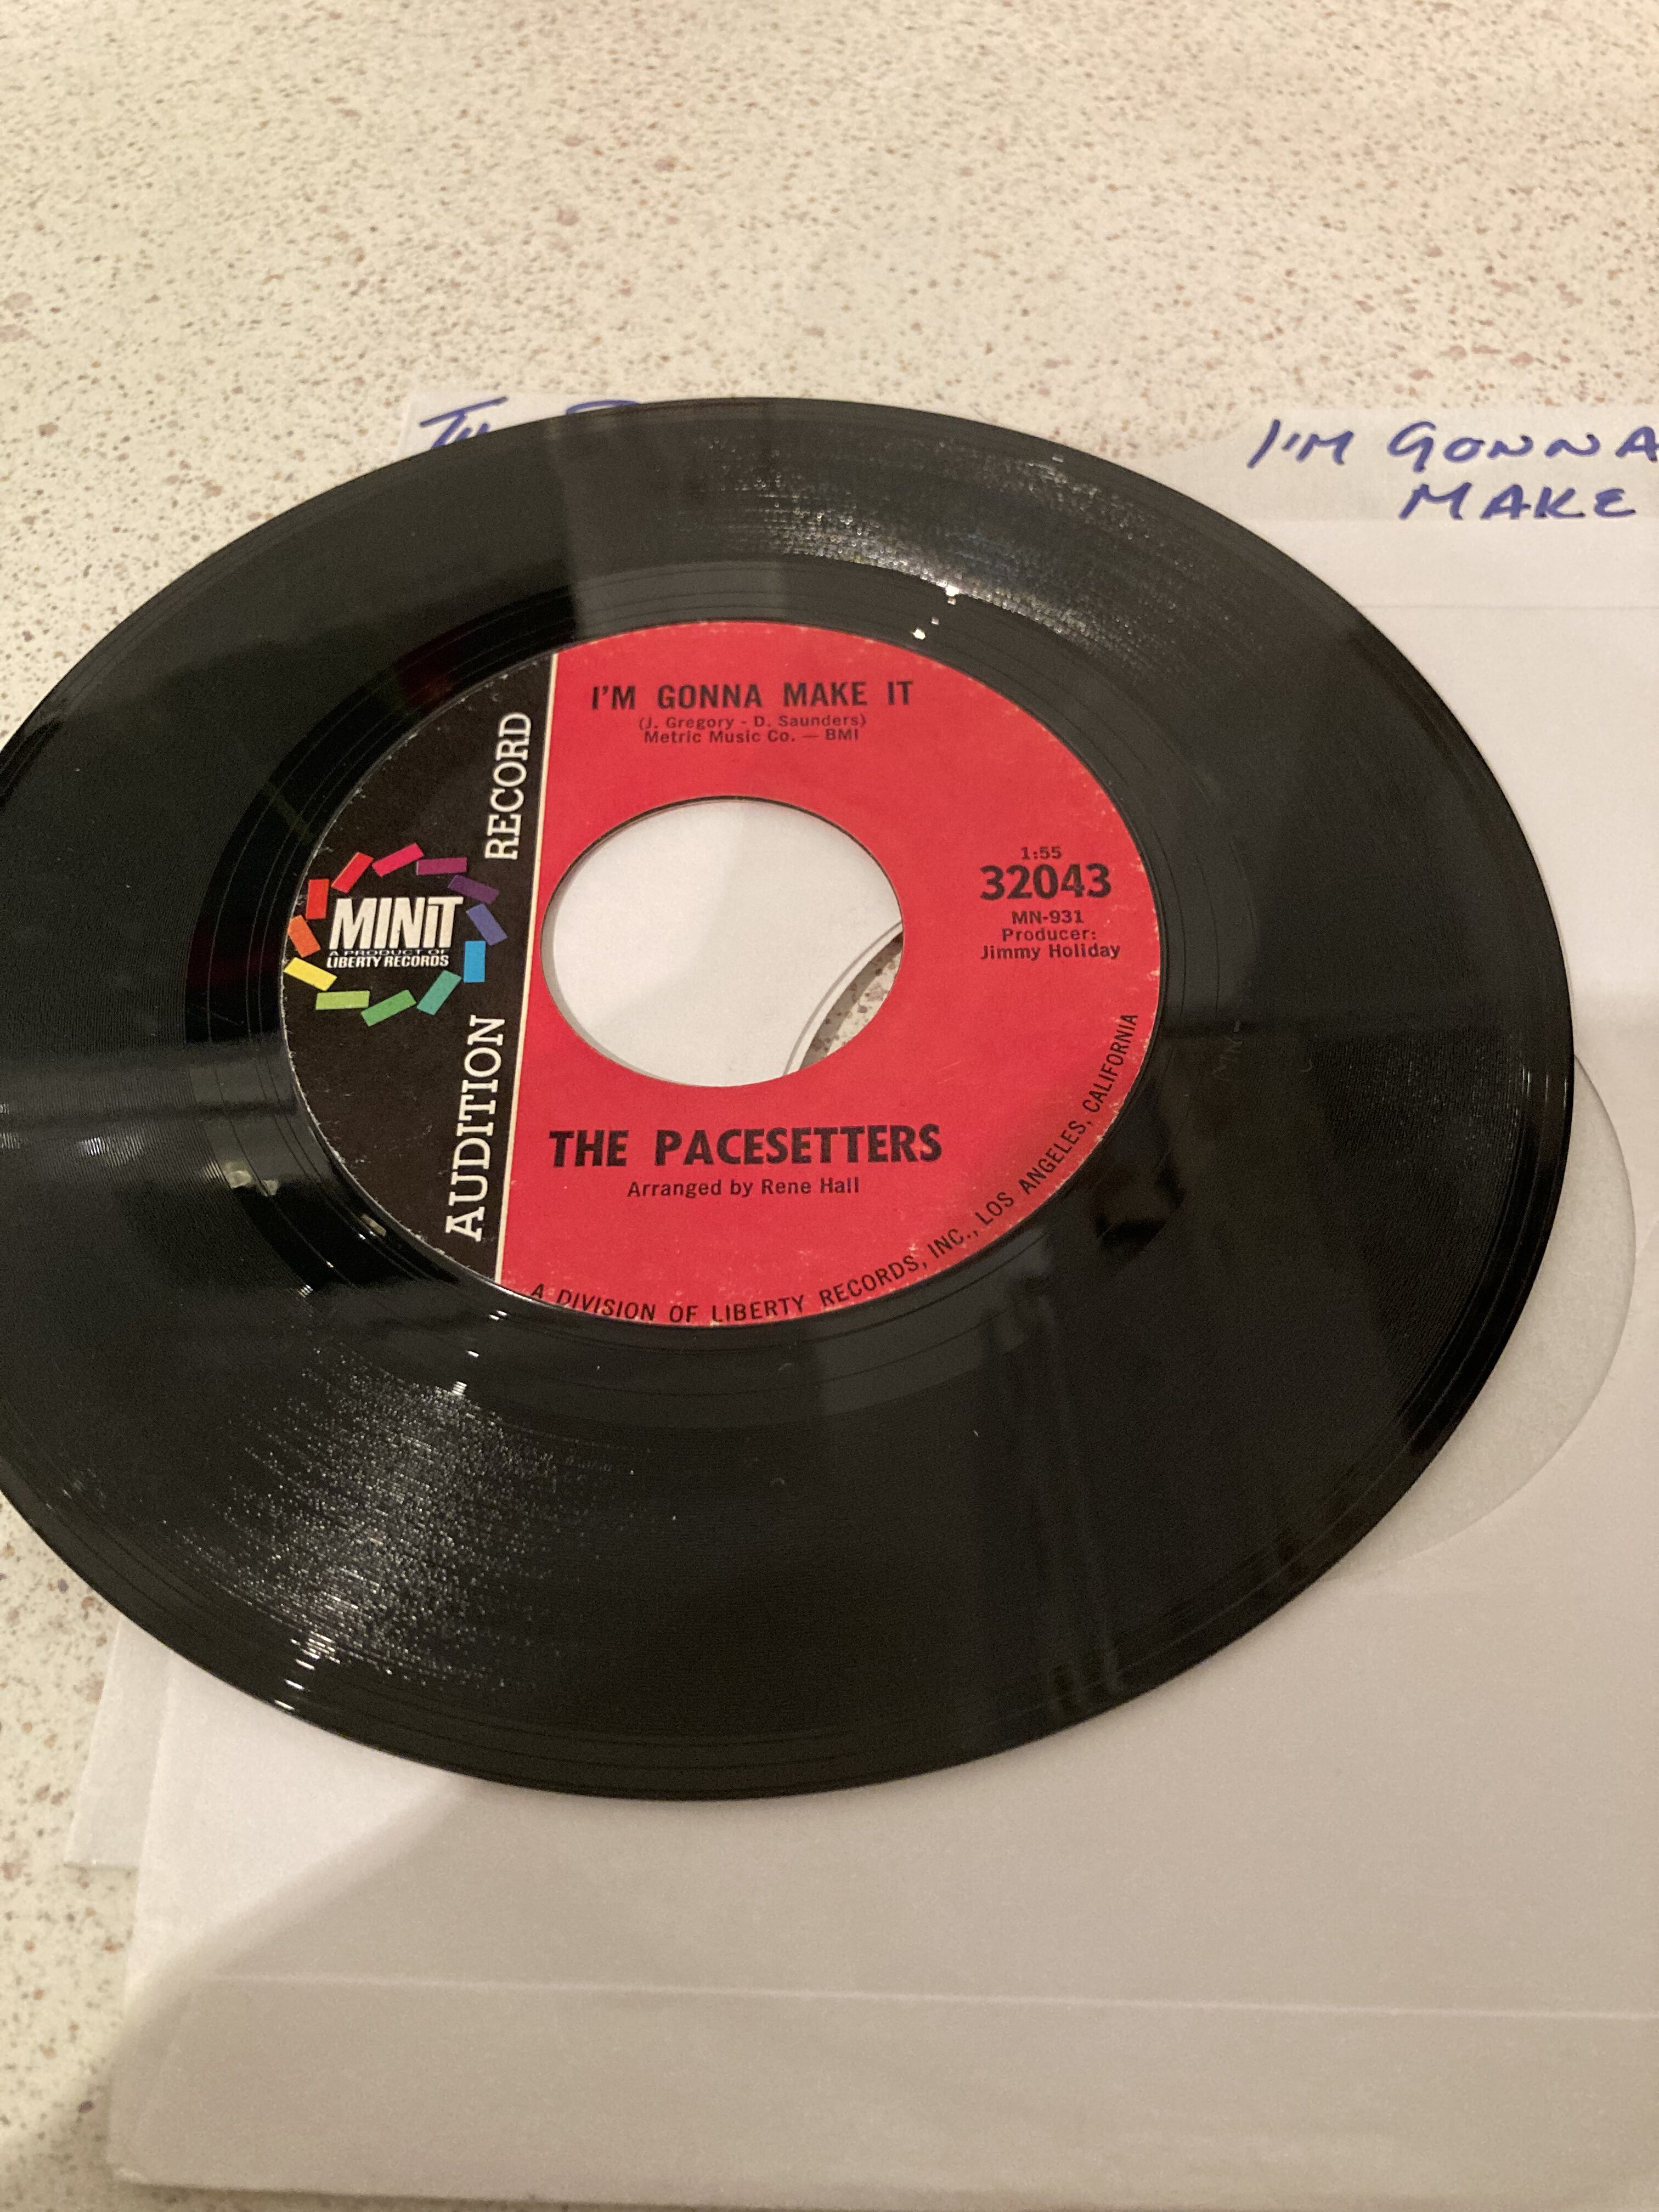 I'M GONNA
MAKE
I'M GONNA MAKE IT
(J. Gregory - D. Saunders)
Metric Music Co. — BMI
AUDITION RECORD
MINIT
A PRODUCT OF
LIBERTY RECORDS
1:55
32043
MN-931
Producer:
Jimmy Holiday
THE PACESETTERS
Arranged by Rene Hall
A DIVISION OF LIBERTY RECORDS, INC., LOS ANGELES, CALIFORNIA